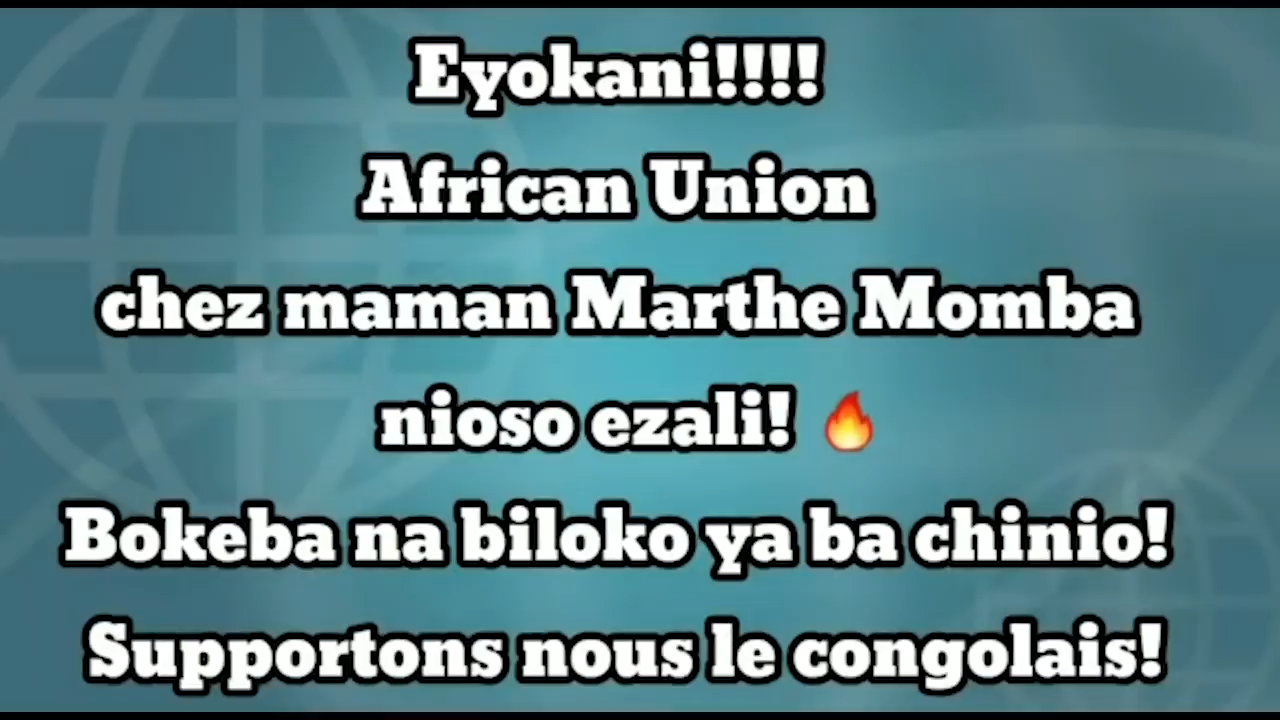 Eyokani!!!!
African Union
chez maman Marthe Momba
nioso ezali! 🔥
Bokeba na biloko ya ba chinio!
Supportons nous le congolais!